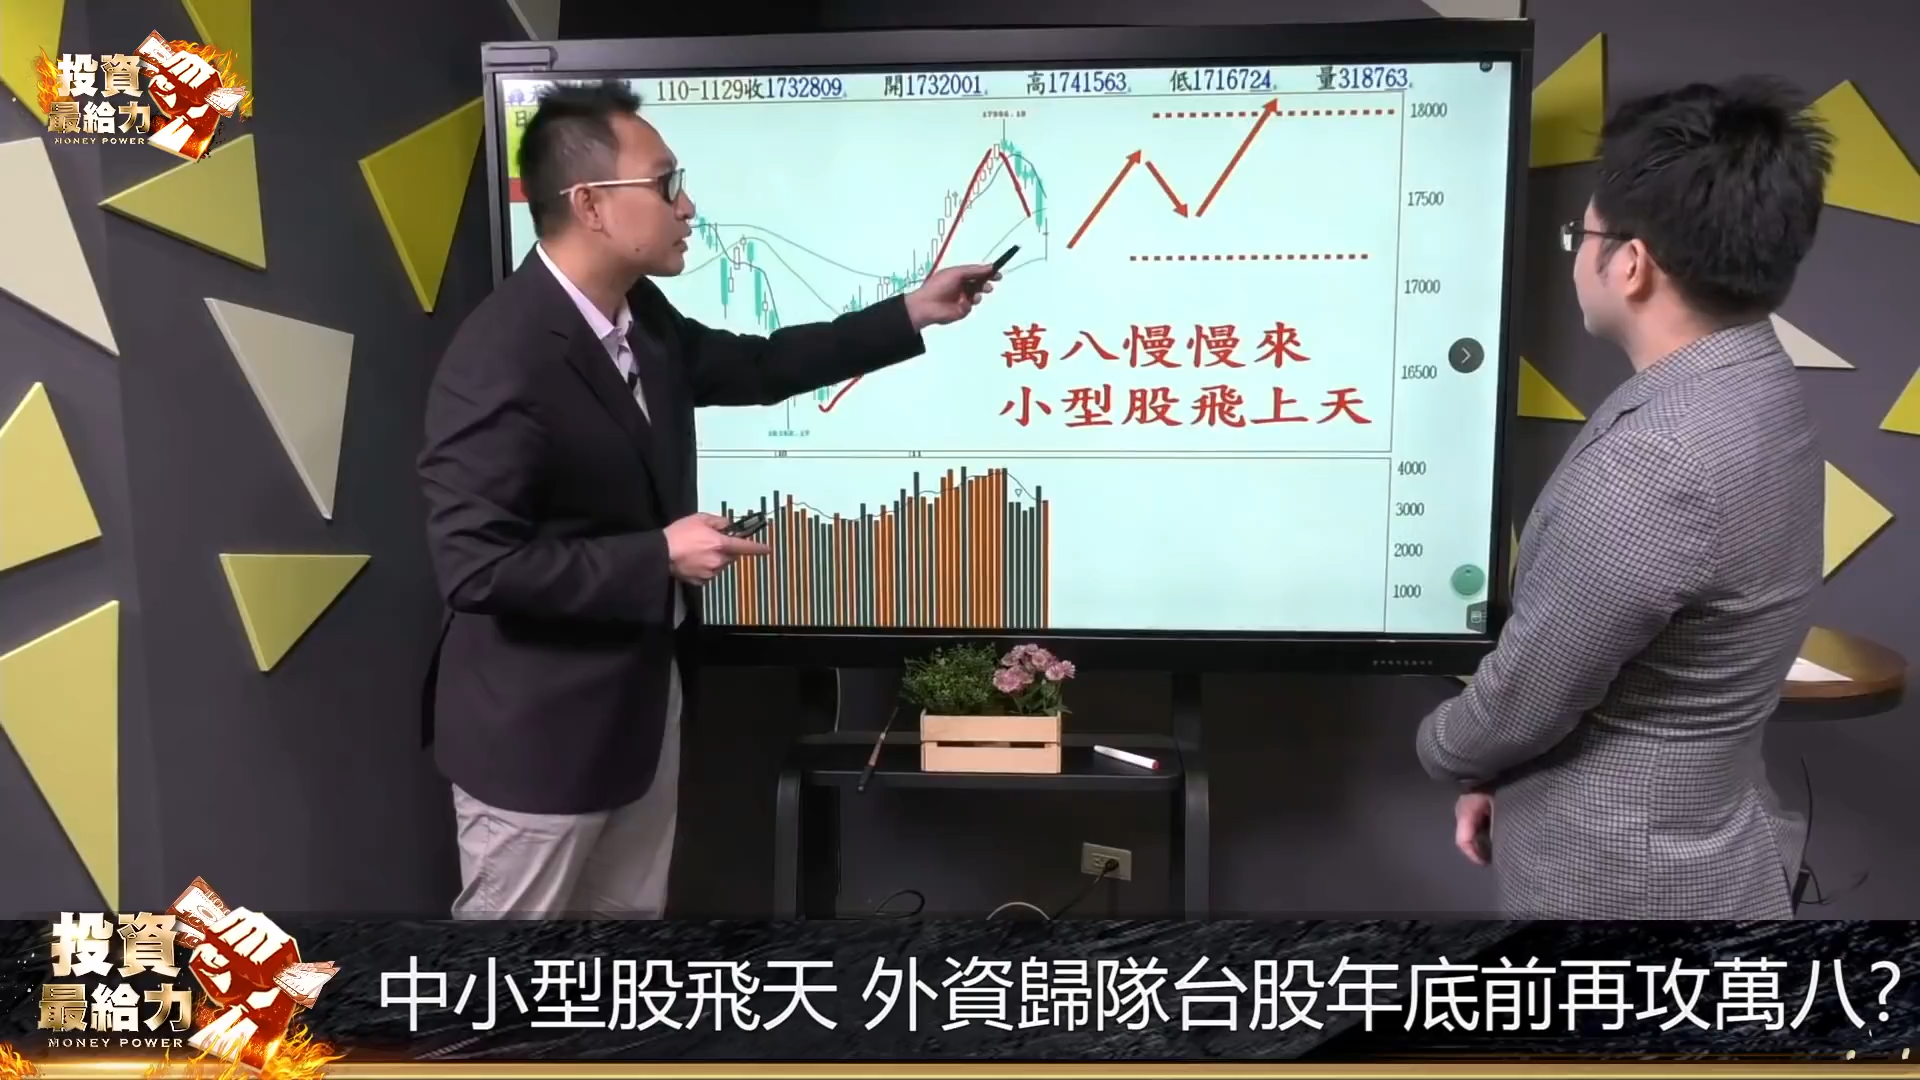 投資
最給力
MONEY POWER
110-1129收1732809. 開1732001. 高1741563. 低1716724. 量318763.
日
18000
17500
17000
16500
萬八慢慢來
小型股飛上天
10
11
4000
3000
2000
1000
投資
最給力
MONEY POWER
中小型股飛天 外資歸隊台股年底前再攻萬八?